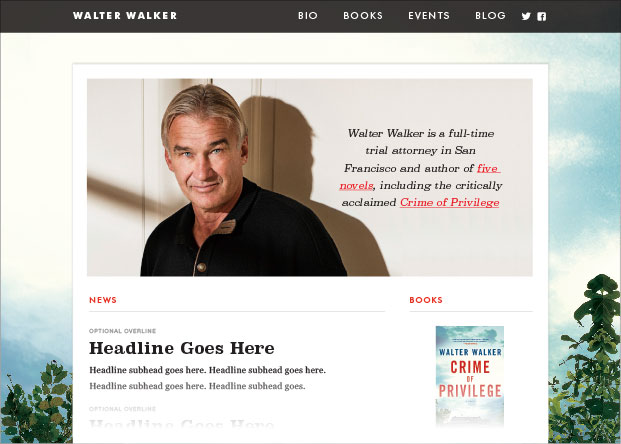 WALTER WALKER
BIO BOOKS EVENTS BLOG
Walter Walker is a full-time
trial attorney in San
Francisco and author of five
novels, including the critically
acclaimed Crime of Privilege
NEWS
OPTIONAL OVERLINE
Headline Goes Here
Headline subhead goes here. Headline subhead goes here.
Headline subhead goes here. Headline subhead goes.
OPTIONAL OVERLINE
Headline Goes Here
BOOKS
WALTER WALKER
CRIME
OF
PRIVILEGE